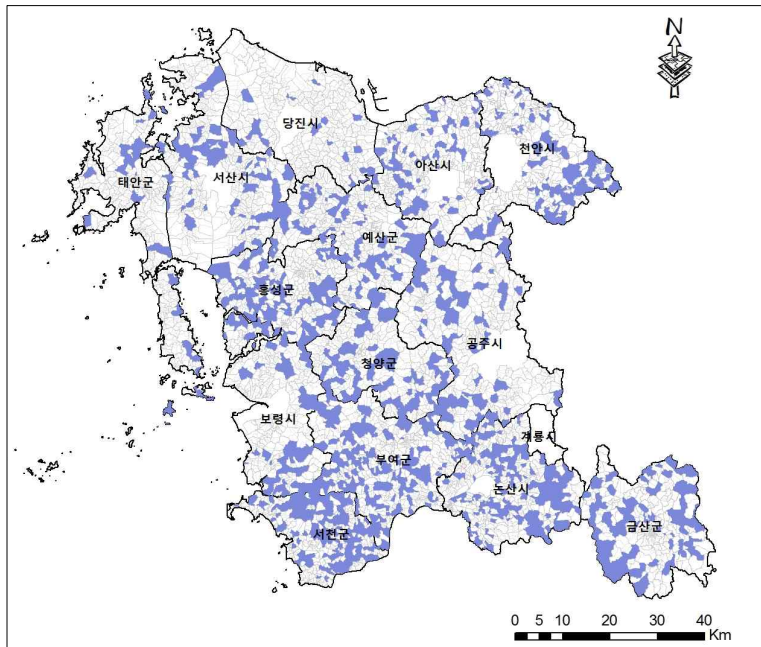 N
당진시
천안시
아산시
서산시
태안군
예산군
홍성군
공주시
청양군
보령시
계룡시
부여군
논산시
금산군
서천군
0 5 10 20 30 40
Km